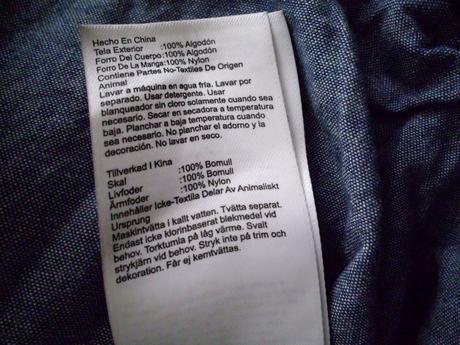 Hecho En China
Tela Exterior :100% Algodón
Forro Del Cuerpo:100% Algodón
Forro De La Manga:100% Nylon
Contiene Partes No-Textiles De Origen
Animal
Lavar a máquina en agua fría. Lavar por
separado. Usar detergente. Usar
blanqueador sin cloro solamente cuando sea
necesario. Secar en secadora a temperatura
baja. Planchar a baja temperatura cuando
sea necesario. No planchar el adorno y la
decoración. No lavar en seco.
Tillverkad I Kina
Skal :100% Bomull
Livfoder :100% Bomull
Ärmfoder :100% Nylon
Innehåller Icke-Textila Delar Av Animaliskt
Ursprung
Maskintvätta i kallt vatten. Tvätta separat.
Endast icke klorinbaserat blekmedel vid
behov. Torktumla på låg värme. Svalt
strykjärn vid behov. Stryk inte på trim och
dekoration. Får ej kemtvättas.